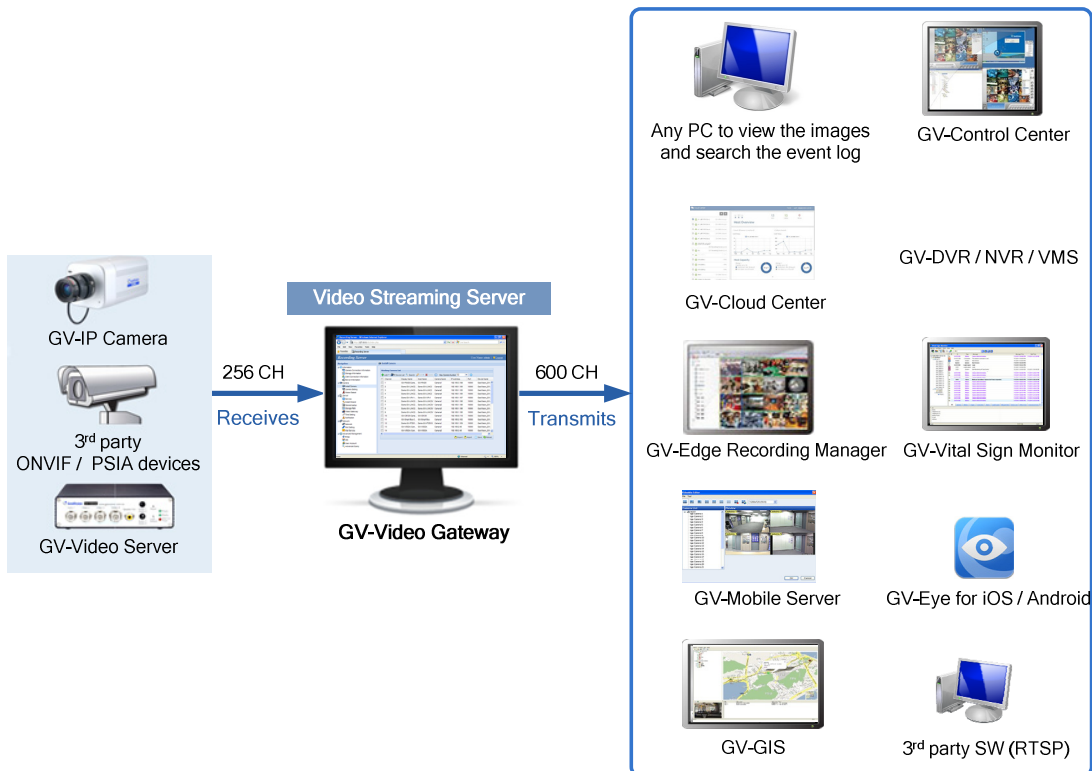 GV-IP Camera
3rd party
ONVIF / PSIA devices
GV-Video Server
256 CH
Receives
Video Streaming Server
GV-Video Gateway
600 CH
Transmits
Any PC to view the images
and search the event log
GV-Control Center
GV-Cloud Center
GV-DVR / NVR / VMS
GV-Edge Recording Manager
GV-Vital Sign Monitor
GV-Mobile Server
GV-Eye for iOS / Android
GV-GIS
3rd party SW (RTSP)